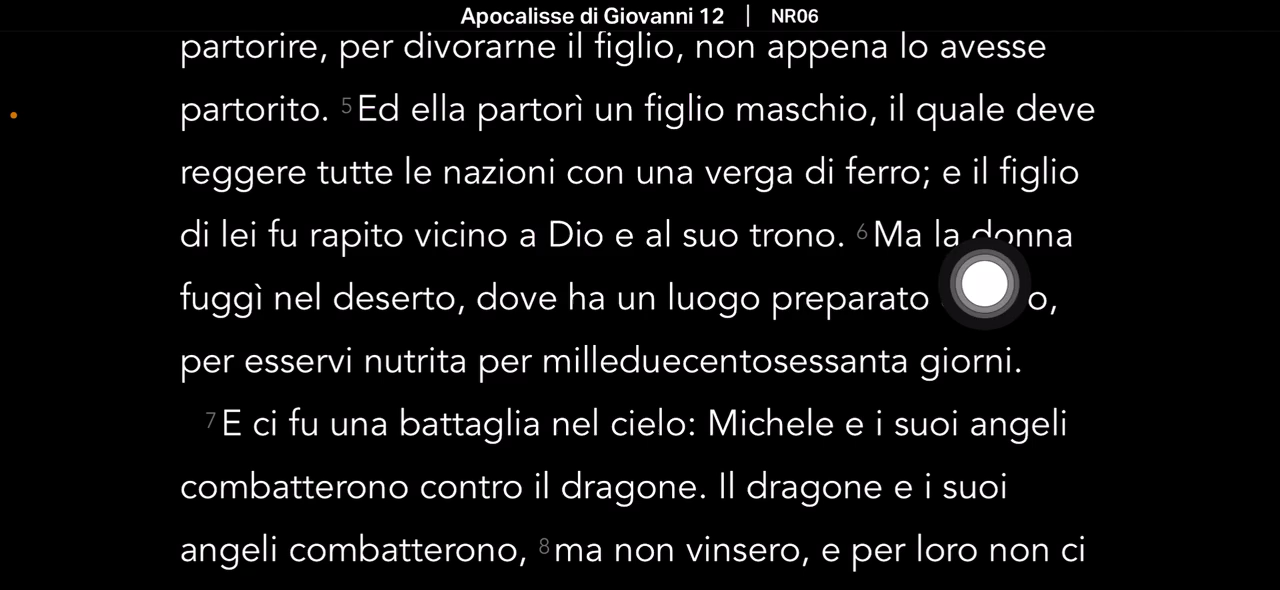 Apocalisse di Giovanni 12 | NR06
partorire, per divorarne il figlio, non appena lo avesse
partorito. 5 Ed ella partorì un figlio maschio, il quale deve
reggere tutte le nazioni con una verga di ferro; e il figlio
di lei fu rapito vicino a Dio e al suo trono. 6 Ma la donna
fuggì nel deserto, dove ha un luogo preparato
per esservi nutrita per milleduecentosessanta giorni.
7 E ci fu una battaglia nel cielo: Michele e i suoi angeli
combatterono contro il dragone. Il dragone e i suoi
angeli combatterono, 8 ma non vinsero, e per loro non ci